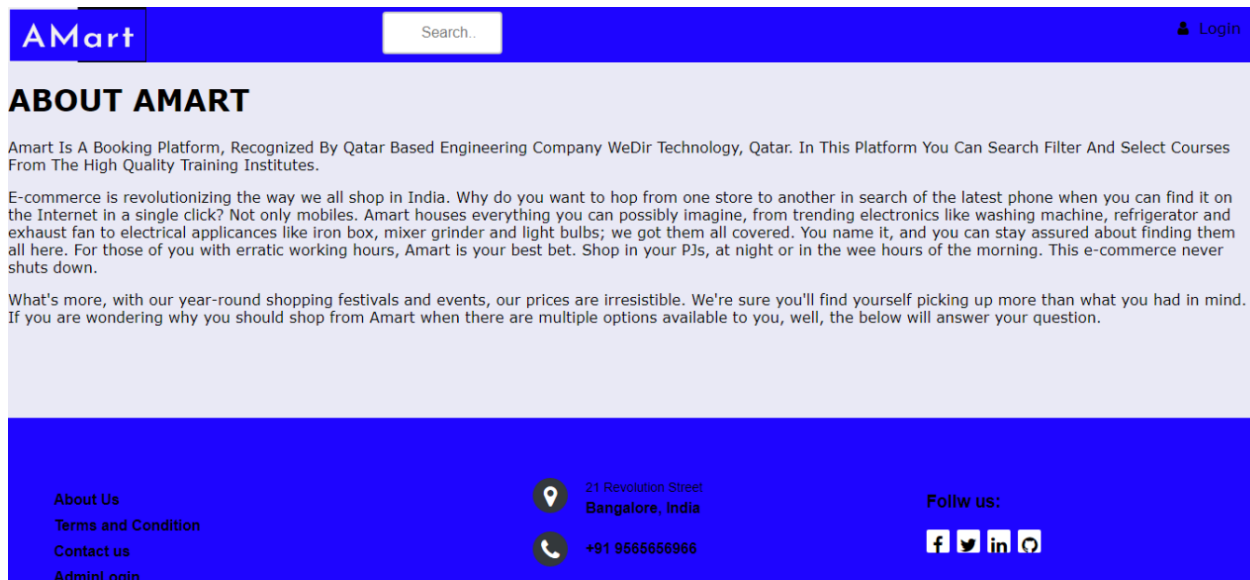 AMart
Search..
Login
ABOUT AMART
Amart Is A Booking Platform, Recognized By Qatar Based Engineering Company WeDir Technology, Qatar. In This Platform You Can Search Filter And Select Courses
From The High Quality Training Institutes.
E-commerce is revolutionizing the way we all shop in India. Why do you want to hop from one store to another in search of the latest phone when you can find it on
the Internet in a single click? Not only mobiles. Amart houses everything you can possibly imagine, from trending electronics like washing machine, refrigerator and
exhaust fan to electrical applicances like iron box, mixer grinder and light bulbs; we got them all covered. You name it, and you can stay assured about finding them
all here. For those of you with erratic working hours, Amart is your best bet. Shop in your PJs, at night or in the wee hours of the morning. This e-commerce never
shuts down.
What's more, with our year-round shopping festivals and events, our prices are irresistible. We're sure you'll find yourself picking up more than what you had in mind.
If you are wondering why you should shop from Amart when there are multiple options available to you, well, the below will answer your question.
About Us
Terms and Condition
Contact us
AdminLogin
21 Revolution Street
Bangalore, India
+91 9565656966
Follw us: